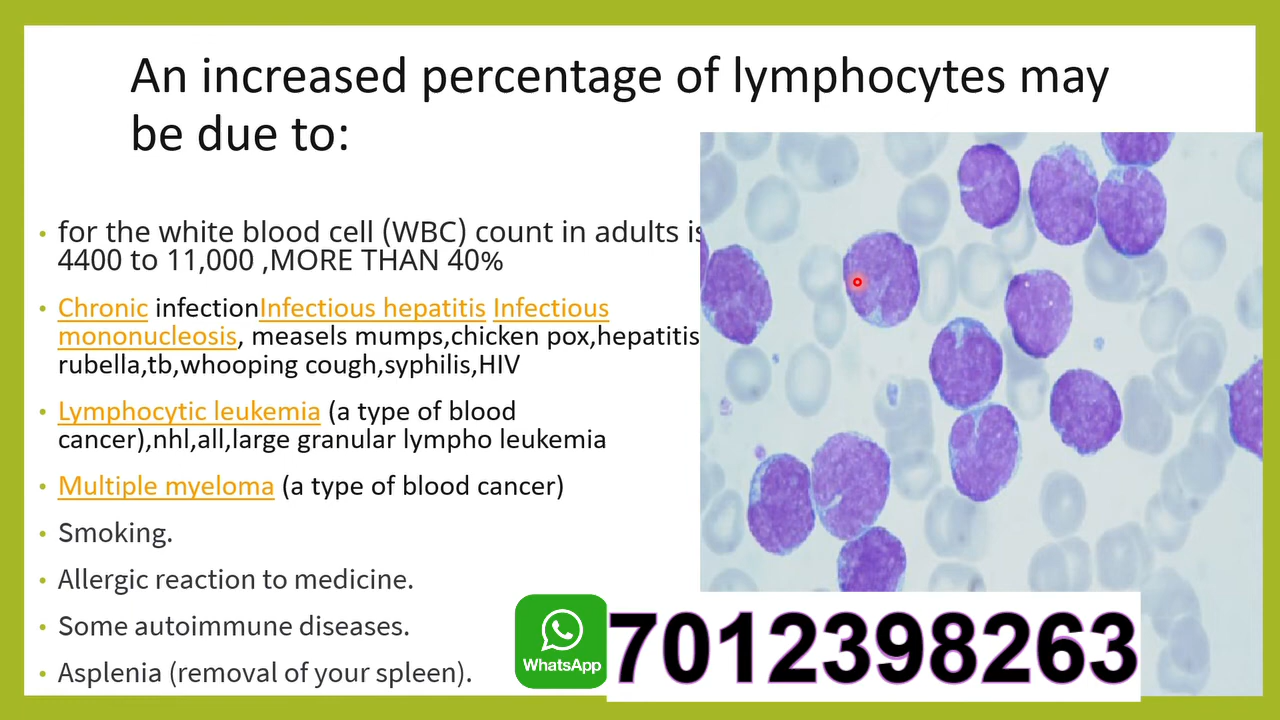 An increased percentage of lymphocytes may
be due to:
• for the white blood cell (WBC) count in adults is
4400 to 11,000 ,MORE THAN 40%
• Chronic infectionInfectious hepatitis Infectious
mononucleosis, measels mumps,chicken pox,hepatitis
rubella,tb,whooping cough,syphilis,HIV
• Lymphocytic leukemia (a type of blood
cancer),nhl,all,large granular lympho leukemia
• Multiple myeloma (a type of blood cancer)
• Smoking.
• Allergic reaction to medicine.
• Some autoimmune diseases.
• Asplenia (removal of your spleen).
WhatsApp
7012398263